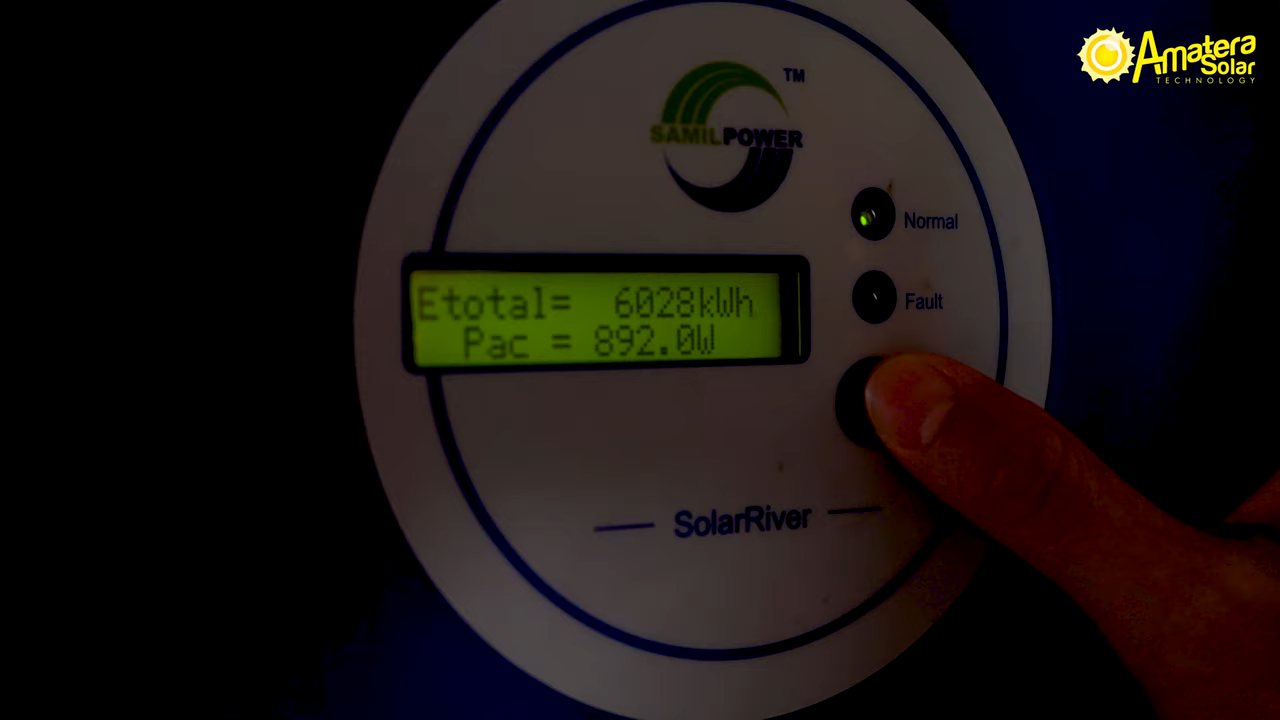 Amatera
Solar
TECHNOLOGY
TM
SAMILPOWER
Normal
Etotal= 6028kWh
Fault
Pac = 892.0W
SolarRiver